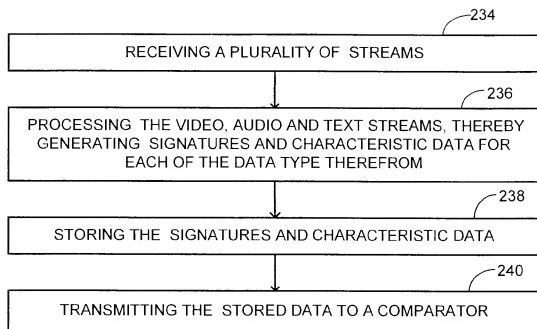 234
RECEIVING A PLURALITY OF STREAMS
236
PROCESSING THE VIDEO, AUDIO AND TEXT STREAMS, THEREBY
GENERATING SIGNATURES AND CHARACTERISTIC DATA FOR
EACH OF THE DATA TYPE THEREFROM
238
STORING THE SIGNATURES AND CHARACTERISTIC DATA
240
TRANSMITTING THE STORED DATA TO A COMPARATOR